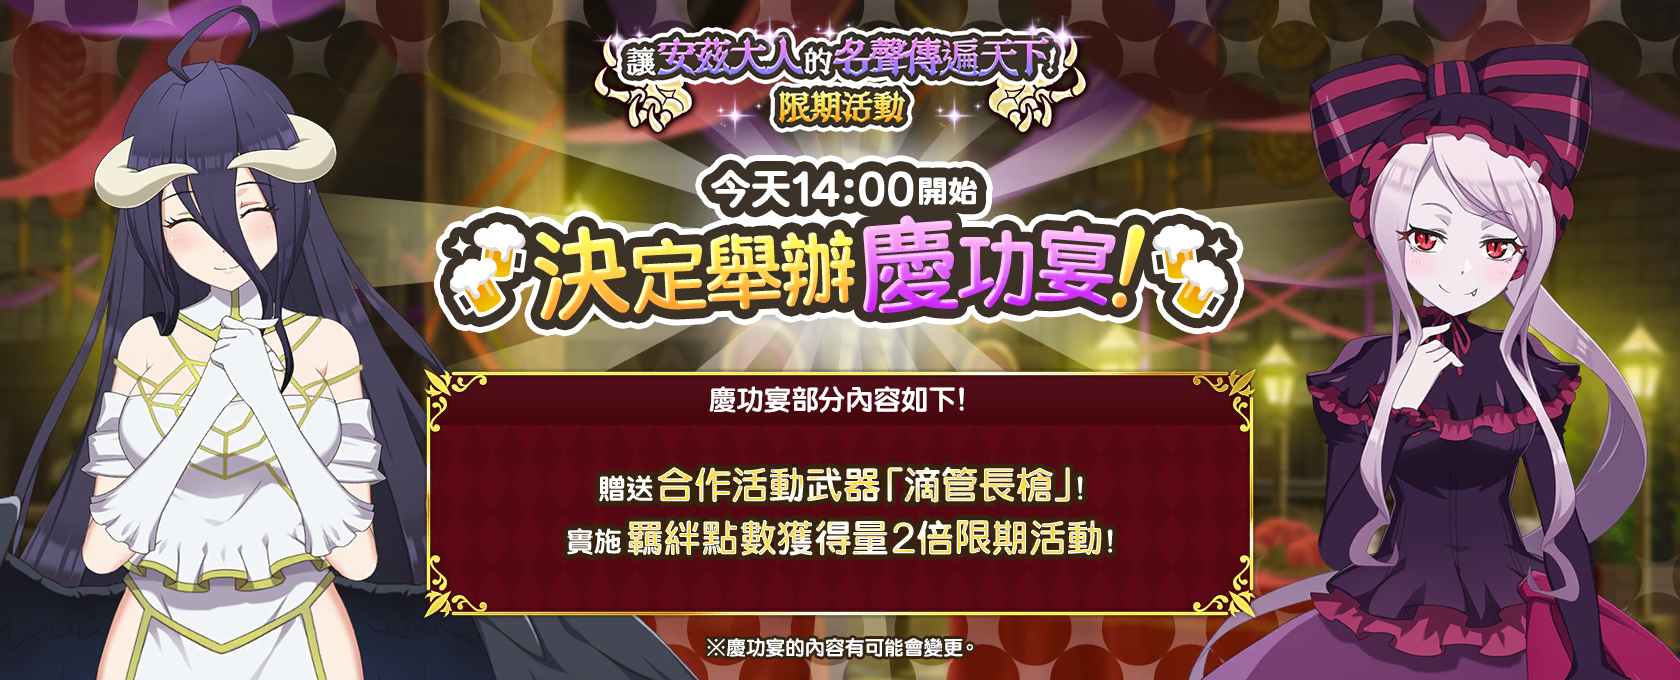 讓安茲大人的名聲傳遍天下!
限期活動
今天14:00開始
決定舉辦慶功宴!
慶功宴部分內容如下!
贈送合作活動武器「滴管長槍」!
實施羈絆點數獲得量2倍限期活動!
※慶功宴的內容有可能會變更。